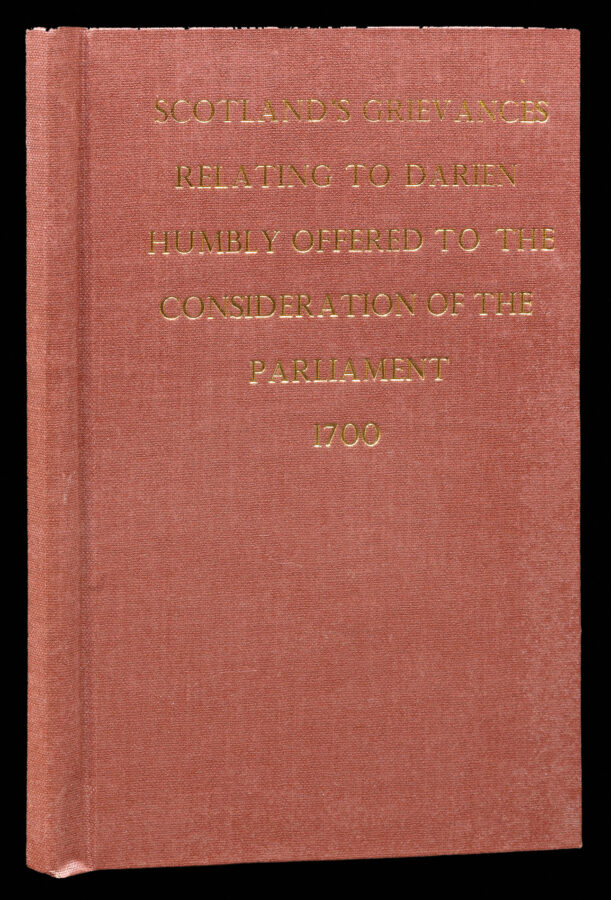 SCOTLAND'S GRIEVANCES
RELATING TO DARIEN
HUMBLY OFFERED TO THE
CONSIDERATION OF THE
PARLIAMENT
1700